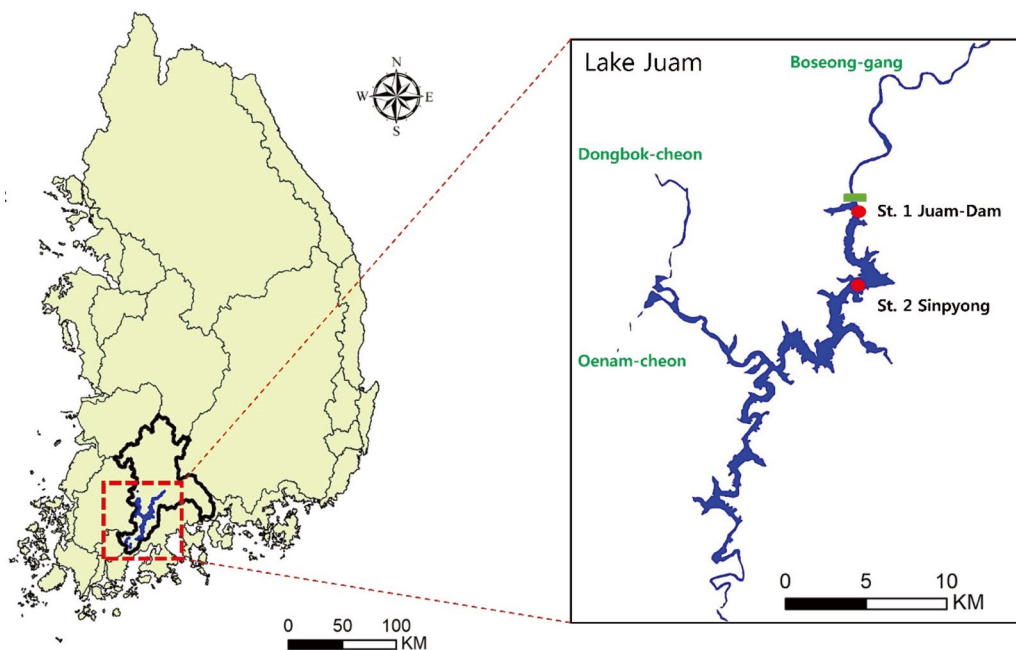 N
W E
S
0 50 100
KM
Lake Juam
Boseong-gang
Dongbok-cheon
St. 1 Juam-Dam
St. 2 Sinpyong
Oenam-cheon
0 5 10
KM